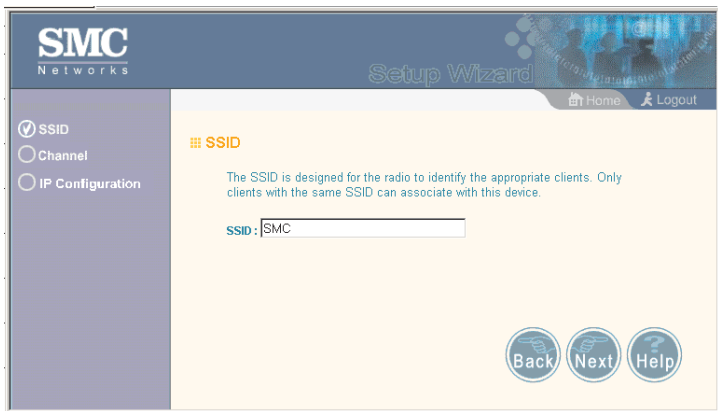 SMC
Networks
Setup Wizard
Home Logout
SSID
Channel
IP Configuration
SSID
The SSID is designed for the radio to identify the appropriate clients. Only
clients with the same SSID can associate with this device.
SSID : SMC
Back Next Help